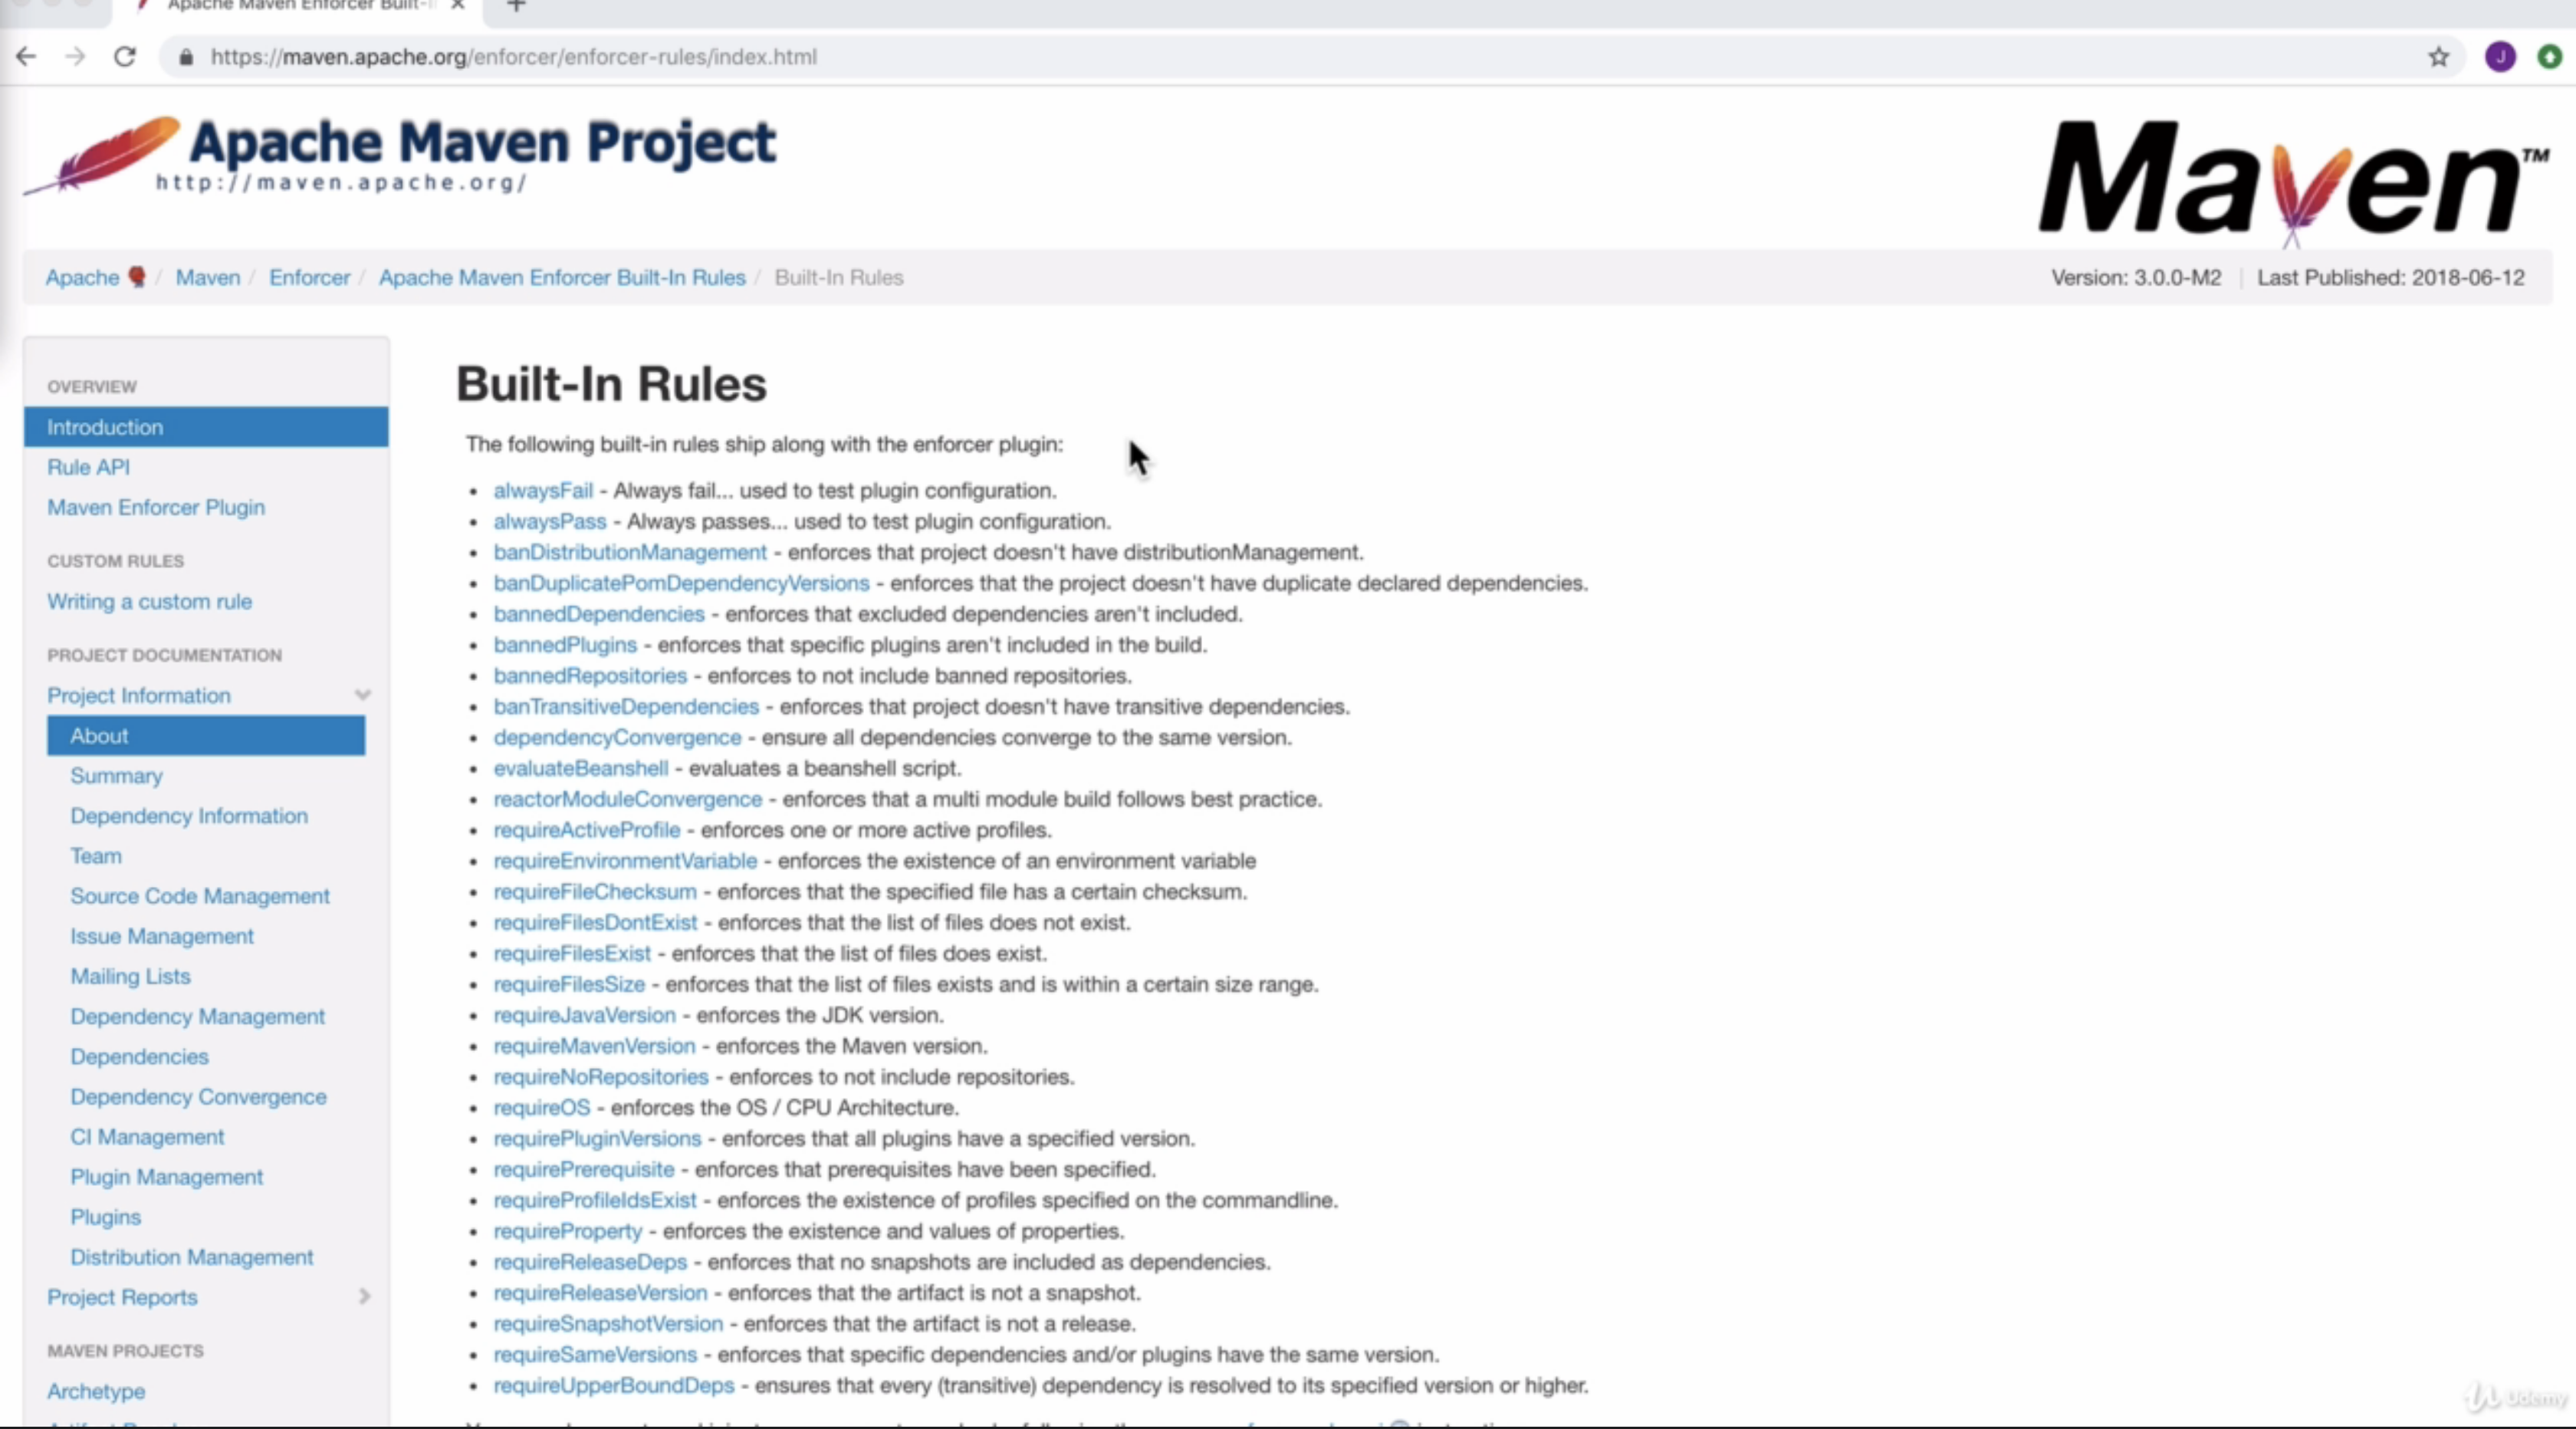 Apache Maven Enforcer Built-I
https://maven.apache.org/enforcer/enforcer-rules/index.html
J
Apache Maven Project
http://maven.apache.org/
Maven™
Apache / Maven / Enforcer / Apache Maven Enforcer Built-In Rules / Built-In Rules
Version: 3.0.0-M2 | Last Published: 2018-06-12
OVERVIEW
Introduction
Rule API
Maven Enforcer Plugin
CUSTOM RULES
Writing a custom rule
PROJECT DOCUMENTATION
Project Information
About
Summary
Dependency Information
Team
Source Code Management
Issue Management
Mailing Lists
Dependency Management
Dependencies
Dependency Convergence
CI Management
Plugin Management
Plugins
Distribution Management
Project Reports
MAVEN PROJECTS
Archetype
Built-In Rules
The following built-in rules ship along with the enforcer plugin:
• alwaysFail - Always fail... used to test plugin configuration.
• alwaysPass - Always passes... used to test plugin configuration.
• banDistributionManagement - enforces that project doesn't have distributionManagement.
• banDuplicatePomDependencyVersions - enforces that the project doesn't have duplicate declared dependencies.
• bannedDependencies - enforces that excluded dependencies aren't included.
• bannedPlugins - enforces that specific plugins aren't included in the build.
• bannedRepositories - enforces to not include banned repositories.
• banTransitiveDependencies - enforces that project doesn't have transitive dependencies.
• dependencyConvergence - ensure all dependencies converge to the same version.
• evaluateBeanshell - evaluates a beanshell script.
• reactorModuleConvergence - enforces that a multi module build follows best practice.
• requireActiveProfile - enforces one or more active profiles.
• requireEnvironmentVariable - enforces the existence of an environment variable
• requireFileChecksum - enforces that the specified file has a certain checksum.
• requireFilesDontExist - enforces that the list of files does not exist.
• requireFilesExist - enforces that the list of files does exist.
• requireFilesSize - enforces that the list of files exists and is within a certain size range.
• requireJavaVersion - enforces the JDK version.
• requireMavenVersion - enforces the Maven version.
• requireNoRepositories - enforces to not include repositories.
• requireOS - enforces the OS / CPU Architecture.
• requirePluginVersions - enforces that all plugins have a specified version.
• requirePrerequisite - enforces that prerequisites have been specified.
• requireProfileIdsExist - enforces the existence of profiles specified on the commandline.
• requireProperty - enforces the existence and values of properties.
• requireReleaseDeps - enforces that no snapshots are included as dependencies.
• requireReleaseVersion - enforces that the artifact is not a snapshot.
• requireSnapshotVersion - enforces that the artifact is not a release.
• requireSameVersions - enforces that specific dependencies and/or plugins have the same version.
• requireUpperBoundDeps - ensures that every (transitive) dependency is resolved to its specified version or higher.
Udemy